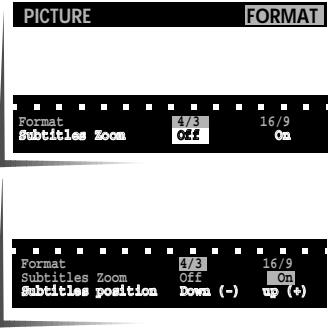 PICTURE FORMAT
Format 4/3 16/9
Subtitles Zoom Off On
Format 4/3 16/9
Subtitles Zoom Off On
Subtitles position Down (-) up (+)